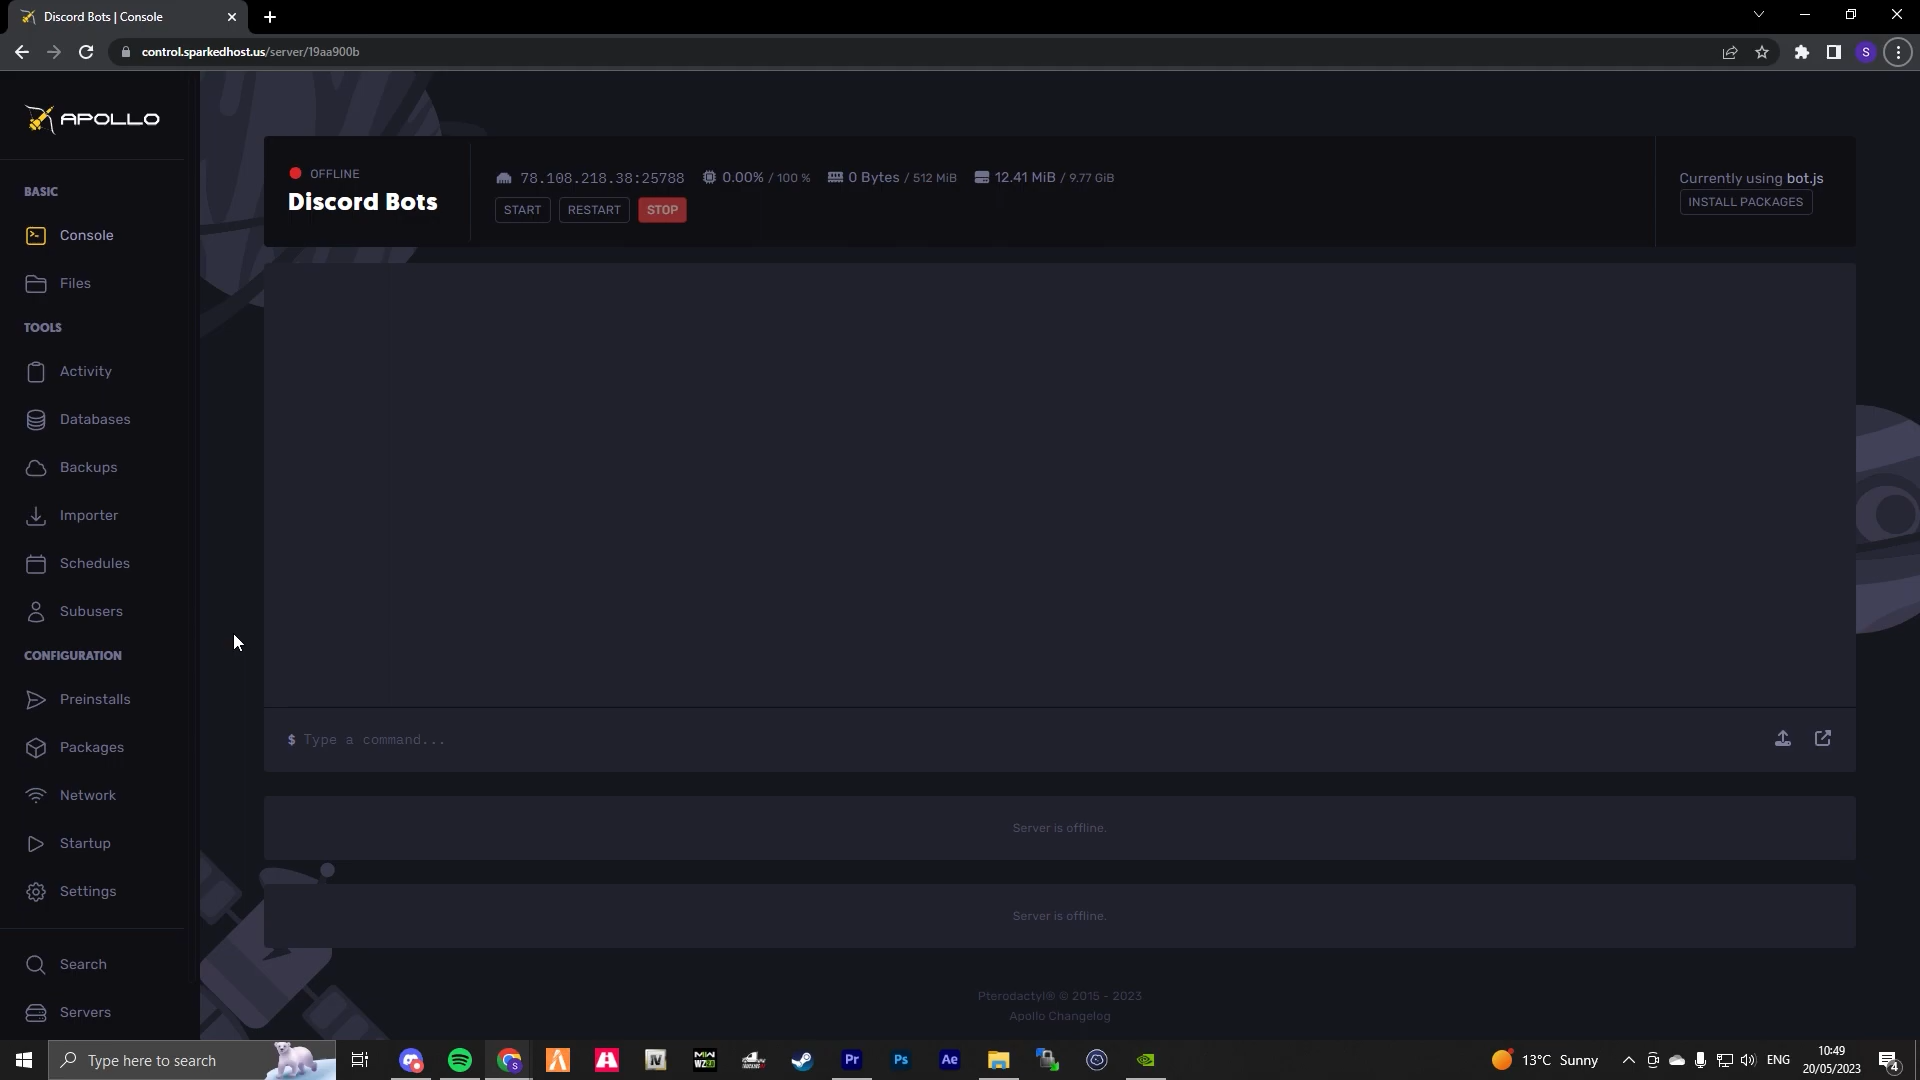 Discord Bots | Console
control.sparkedhost.us/server/19aa900b
S
APOLLO
BASIC
Console
Files
TOOLS
Activity
Databases
Backups
Importer
Schedules
Subusers
CONFIGURATION
Preinstalls
Packages
Network
Startup
Settings
Search
Servers
OFFLINE
Discord Bots
78.108.218.38:25788 0.00% / 100 % 0 Bytes / 512 MiB 12.41 MiB / 9.77 GiB
START RESTART STOP
Currently using bot.js
INSTALL PACKAGES
$ Type a command...
Server is offline.
Server is offline.
Pterodactyl® © 2015 - 2023
Apollo Changelog
Type here to search
Pr Ps Ae
13°C Sunny
ENG
10:49
20/05/2023
4